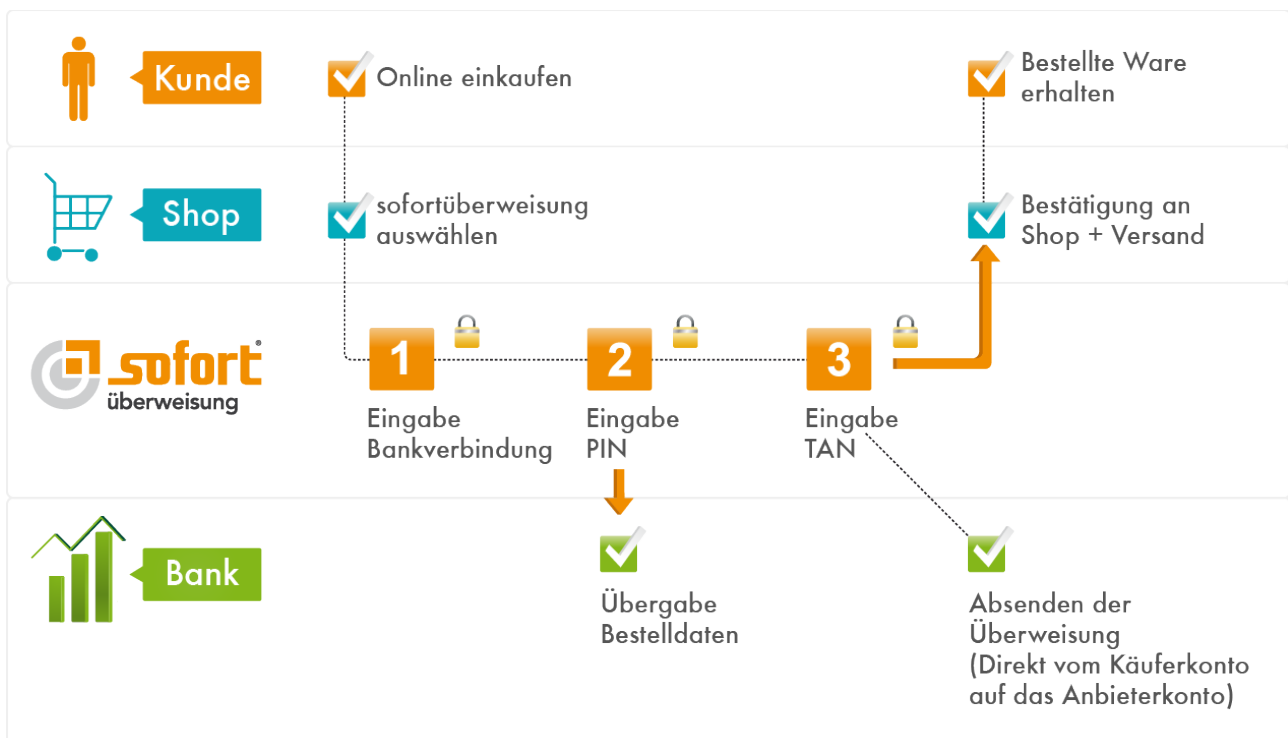 Kunde
Online einkaufen
Bestellte Ware
erhalten
Shop
sofortüberweisung
auswählen
Bestätigung an
Shop + Versand
sofort®
überweisung
1
Eingabe
Bankverbindung
2
Eingabe
PIN
3
Eingabe
TAN
Bank
Übergabe
Bestelldaten
Absenden der
Überweisung
(Direkt vom Käuferkonto
auf das Anbieterkonto)